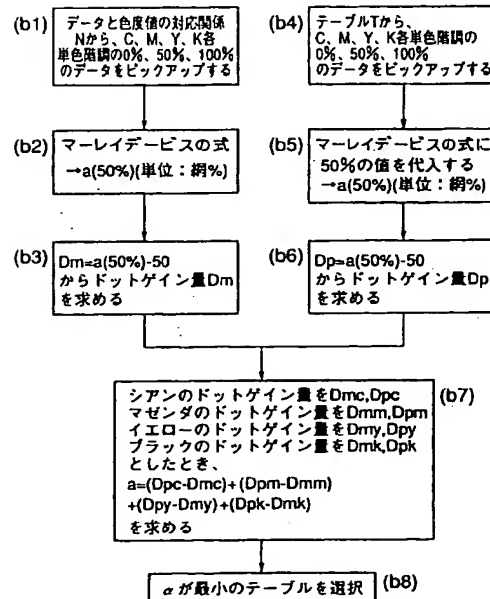 (b1)
データと色度値の対応関係
Nから、C、M、Y、K各
単色階調の0%、50%、100%
のデータをピックアップする
(b4)
テーブルTから、
C、M、Y、K各単色階調の
0%、50%、100%
のデータをピックアップする
(b2)
マーレイデービスの式
→a(50%)(単位：網%)
(b5)
マーレイデービスの式に
50%の値を代入する
→a(50%)(単位：網%)
(b3)
Dm=a(50%)-50
からドットゲイン量Dm
を求める
(b6)
Dp=a(50%)-50
からドットゲイン量Dp
を求める
(b7)
シアンのドットゲイン量をDmc,Dpc
マゼンダのドットゲイン量をDmm,Dpm
イエローのドットゲイン量をDmy,Dpy
ブラックのドットゲイン量をDmk,Dpk
としたとき、
a=(Dpc-Dmc)+(Dpm-Dmm)
+(Dpy-Dmy)+(Dpk-Dmk)
を求める
αが最小のテーブルを選択
(b8)